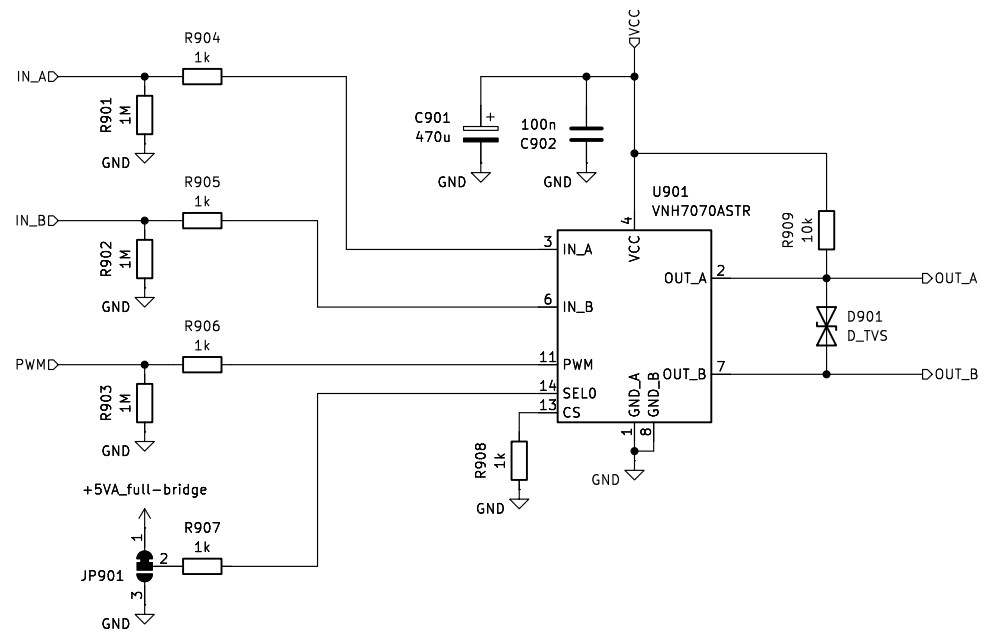 VCC
R904
1k
IN_A
R901
1M
GND
C901
470u
+
GND
100n
C902
GND
R905
1k
IN_B
R902
1M
GND
U901
VNH7070ASTR
R909
10k
4
VCC
3
IN_A
2
OUT_A
OUT_A
6
IN_B
D901
D_TVS
R906
1k
PWM
R903
1M
GND
11
PWM
14
SEL0
13
CS
7
OUT_B
OUT_B
GND_A
GND_B
1
8
GND
R908
1k
GND
+5VA_full-bridge
1
2
3
JP901
R907
1k
GND